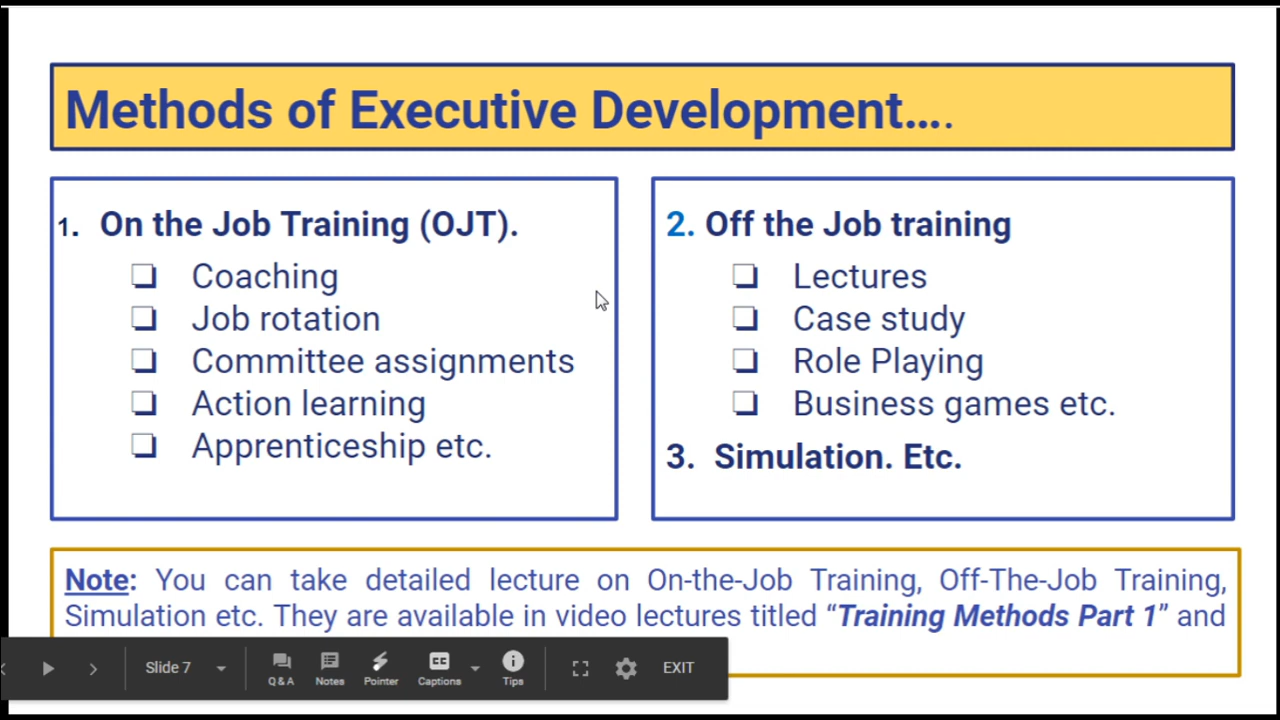 Methods of Executive Development....
1. On the Job Training (OJT).
❏ Coaching
❏ Job rotation
❏ Committee assignments
❏ Action learning
❏ Apprenticeship etc.
2. Off the Job training
❏ Lectures
❏ Case study
❏ Role Playing
❏ Business games etc.
3. Simulation. Etc.
Note: You can take detailed lecture on On-the-Job Training, Off-The-Job Training,
Simulation etc. They are available in video lectures titled “Training Methods Part 1” and
Slide 7
Q & A
Notes
Pointer
CC
Captions
Tips
EXIT